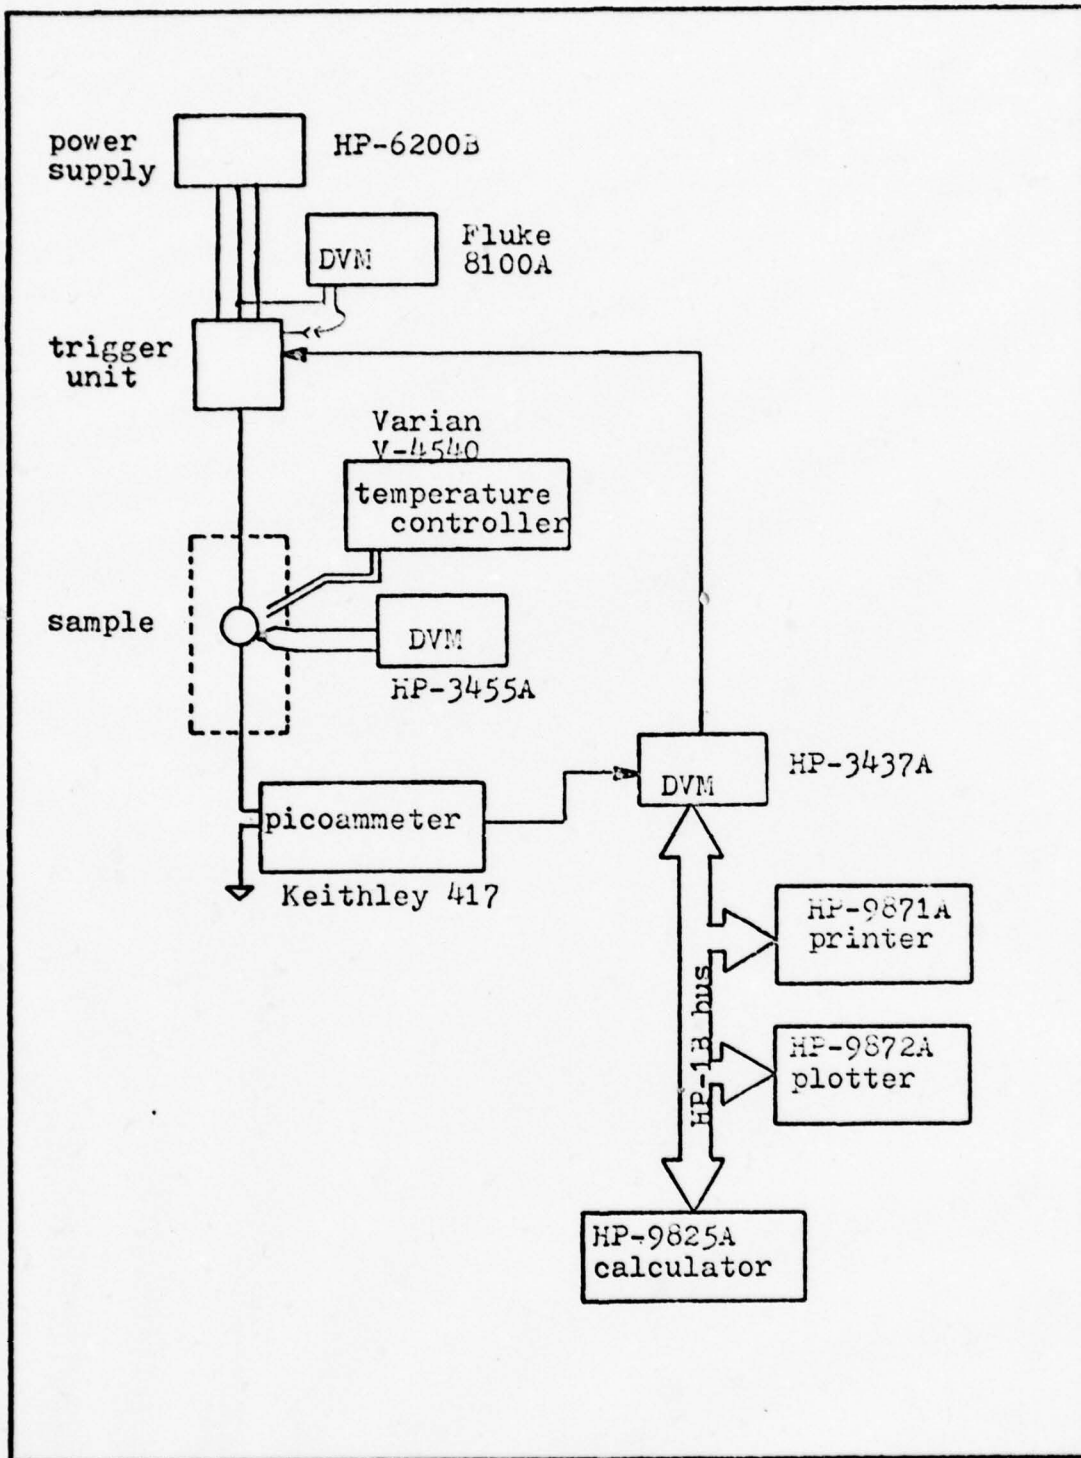 power
supply
HP-6200B
DVM
Fluke
8100A
trigger
unit
Varian
V-4540
temperature
controller
sample
DVM
HP-3455A
DVM
HP-3437A
picoammeter
Keithley 417
HP-9871A
printer
HP-1B bus
HP-9872A
plotter
HP-9825A
calculator